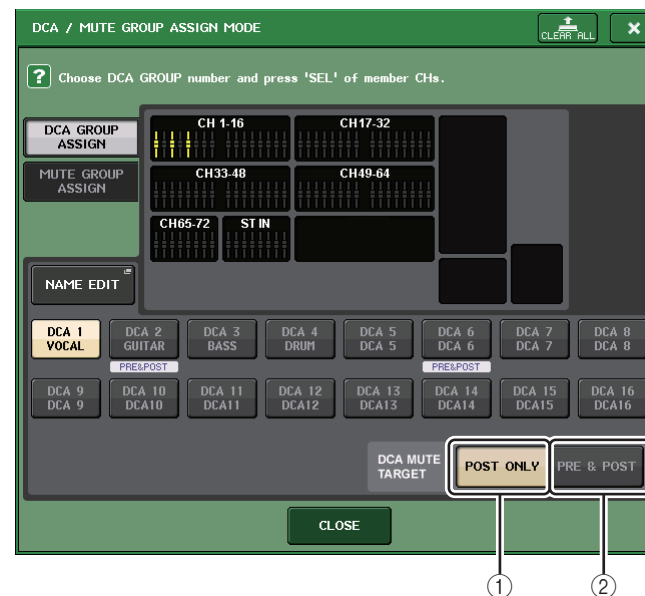 DCA / MUTE GROUP ASSIGN MODE
CLEAR ALL
? Choose DCA GROUP number and press 'SEL' of member CHs.
DCA GROUP
ASSIGN
MUTE GROUP
ASSIGN
CH 1-16
CH17-32
CH33-48
CH49-64
CH65-72
ST IN
NAME EDIT
DCA 1
VOCAL
DCA 2
GUITAR
DCA 3
BASS
DCA 4
DRUM
DCA 5
DCA 5
DCA 6
DCA 6
DCA 7
DCA 7
DCA 8
DCA 8
PRE&POST
PRE&POST
DCA 9
DCA 9
DCA 10
DCA10
DCA 11
DCA11
DCA 12
DCA12
DCA 13
DCA13
DCA 14
DCA14
DCA 15
DCA15
DCA 16
DCA16
DCA MUTE
TARGET
POST ONLY
PRE & POST
CLOSE
①
②